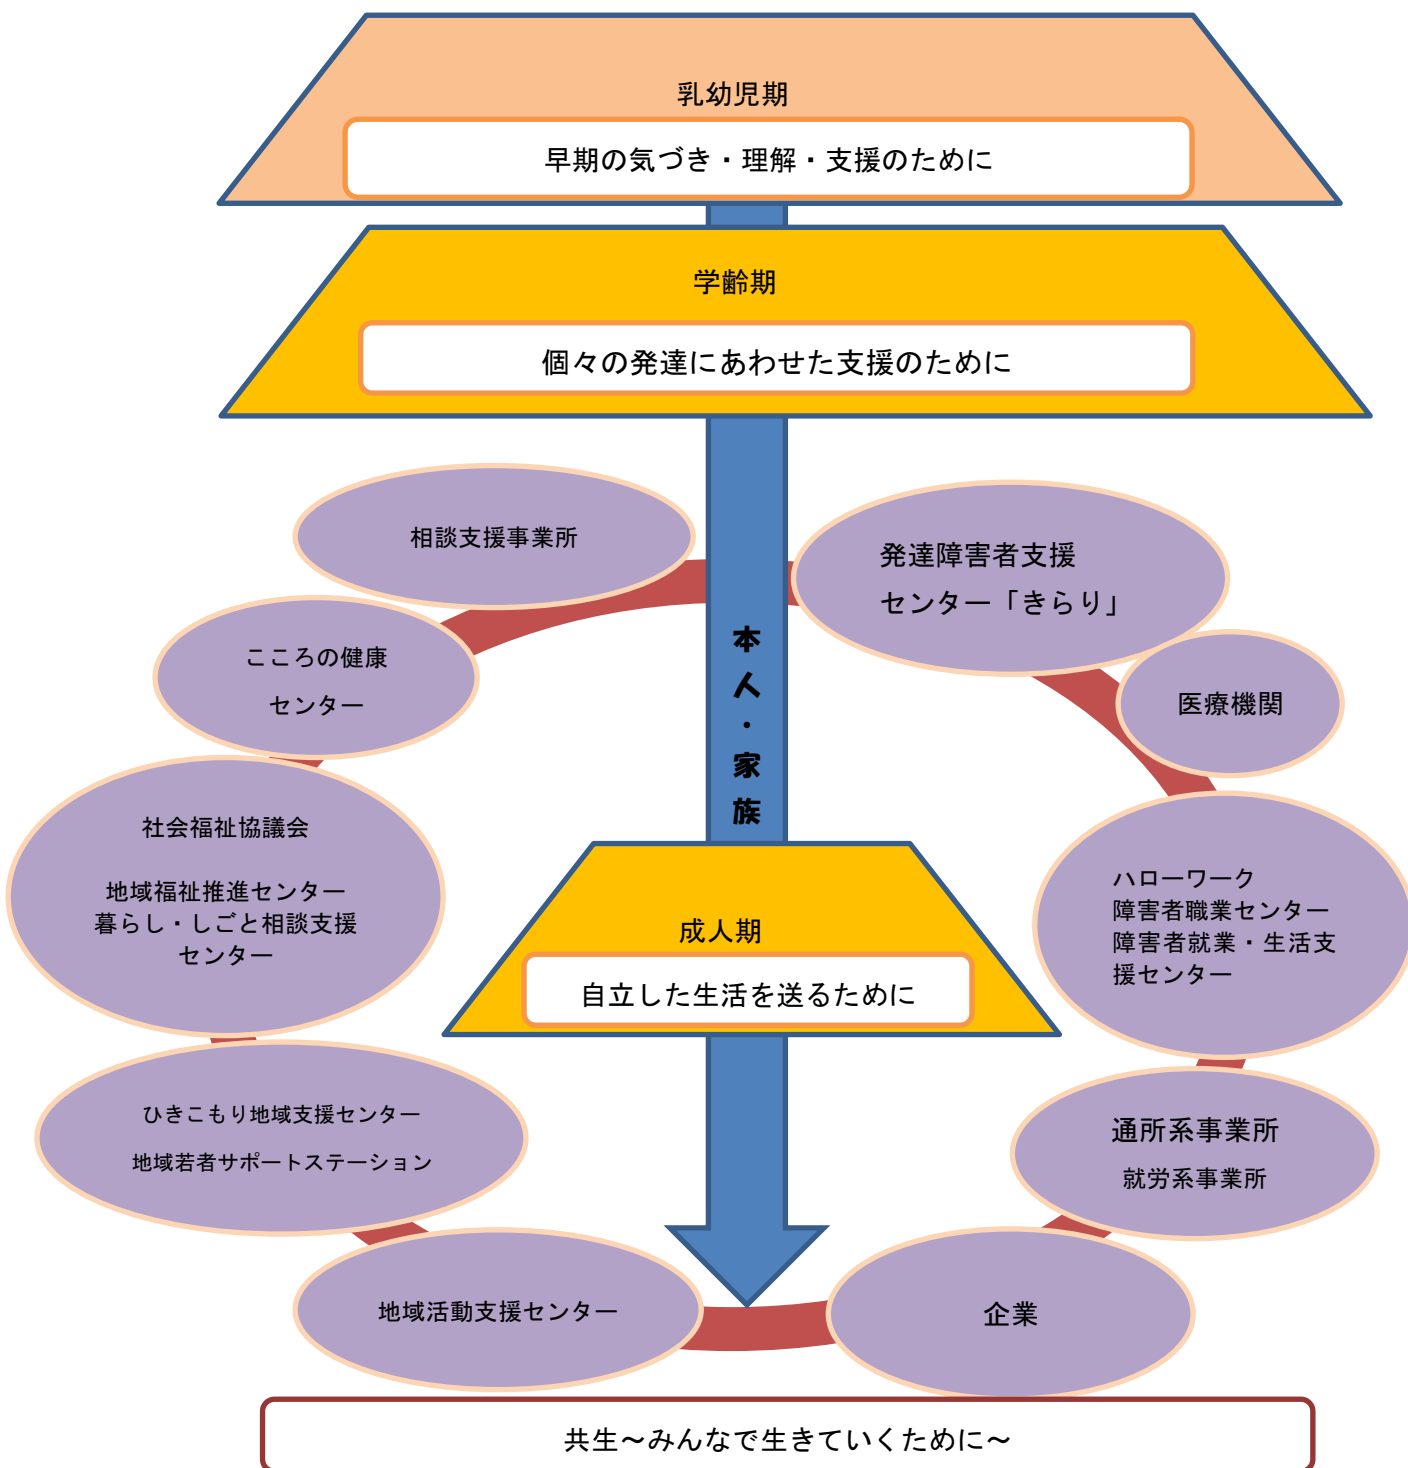 乳幼児期
早期の気づき・理解・支援のために
学齢期
個々の発達にあわせた支援のために
相談支援事業所
発達障害者支援
センター「きらり」
こころの健康
センター
医療機関
本人・家族
社会福祉協議会
地域福祉推進センター
暮らし・しごと相談支援
センター
ハローワーク
障害者職業センター
障害者就業・生活支
援センター
成人期
自立した生活を送るために
ひきこもり地域支援センター
地域若者サポートステーション
通所系事業所
就労系事業所
地域活動支援センター
企業
共生～みんなで生きていくために～